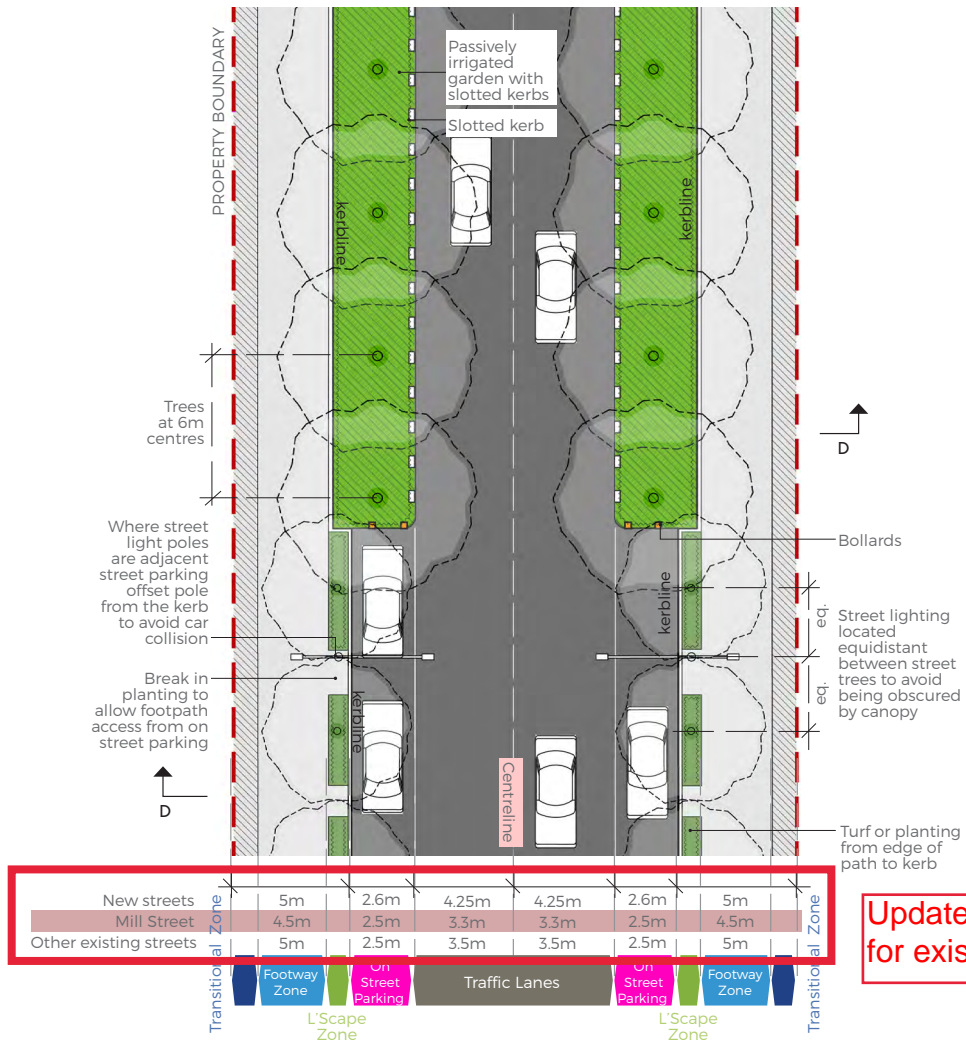 PROPERTY BOUNDARY
Passively
irrigated
garden with
slotted kerbs
Slotted kerb
kerbline
kerbline
Trees
at 6m
centres
D
Where street
light poles
are adjacent
street parking
offset pole
from the kerb
to avoid car
collision
Bollards
kerbline
eq.
eq.
Street lighting
located
equidistant
between street
trees to avoid
being obscured
by canopy
Break in
planting to
allow footpath
access from on
street parking
kerbline
Centreline
D
Turf or planting
from edge of
path to kerb
New streets 5m 2.6m 4.25m 4.25m 2.6m 5m
Mill Street 4.5m 2.5m 3.3m 3.3m 2.5m 4.5m
Other existing streets 5m 2.5m 3.5m 3.5m 2.5m 5m
Transitional Zone
Footway
Zone
L'Scape
Zone
On
Street
Parking
Traffic Lanes
On
Street
Parking
L'Scape
Zone
Footway
Zone
Transitional Zone
Update
for exis